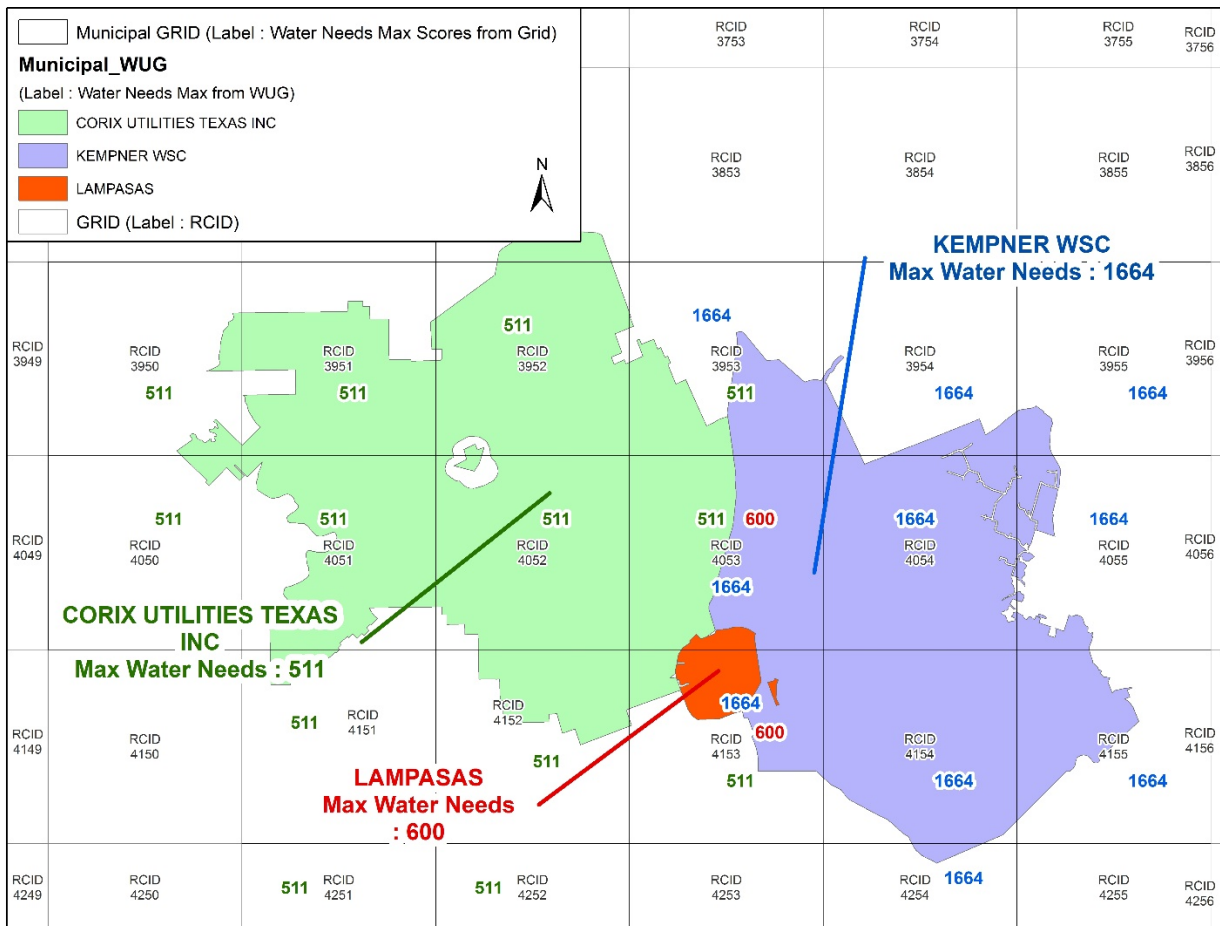 Municipal GRID (Label : Water Needs Max Scores from Grid)
Municipal_WUG
(Label : Water Needs Max from WUG)
CORIX UTILITIES TEXAS INC
KEMPNER WSC
LAMPASAS
GRID (Label : RCID)
N
RCID
3753
RCID
3754
RCID
3755
RCID
3756
RCID
3853
RCID
3854
RCID
3855
RCID
3856
KEMPNER WSC
Max Water Needs : 1664
1664
511
RCID
3949
RCID
3950
RCID
3951
RCID
3952
RCID
3953
RCID
3954
RCID
3955
RCID
3956
511
511
511
1664
1664
511
511
511
511
600
1664
1664
RCID
4049
RCID
4050
RCID
4051
RCID
4052
RCID
4053
RCID
4054
RCID
4055
RCID
4056
1664
CORIX UTILITIES TEXAS
INC
Max Water Needs : 511
1664
511
600
RCID
4149
RCID
4150
RCID
4151
RCID
4152
RCID
4153
RCID
4154
RCID
4155
RCID
4156
511
511
1664
1664
LAMPASAS
Max Water Needs
: 600
RCID
4249
RCID
4250
511
RCID
4251
511
RCID
4252
RCID
4253
RCID
4254
1664
RCID
4255
RCID
4256